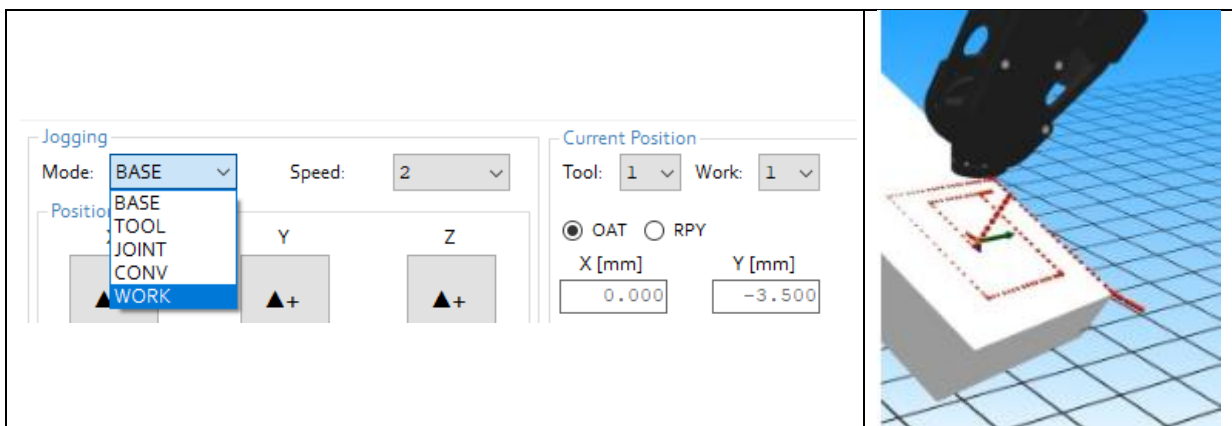 Jogging
Mode: BASE Speed: 2
BASE
TOOL
JOINT
CONV
WORK
Position
Y Z
▲ ▲+ ▲+
Current Position
Tool: 1 Work: 1
OAT RPY
X [mm] Y [mm]
0.000 -3.500